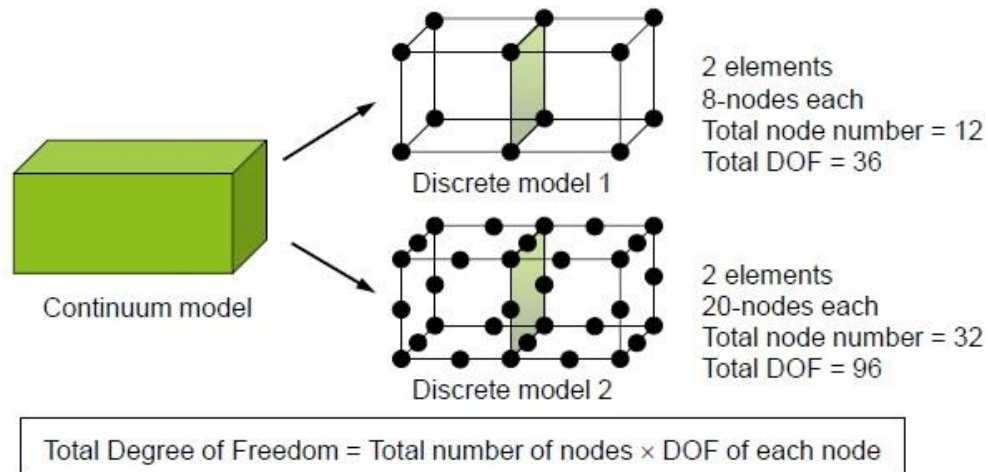 2 elements
8-nodes each
Total node number = 12
Total DOF = 36
Discrete model 1
Continuum model
2 elements
20-nodes each
Total node number = 32
Total DOF = 96
Discrete model 2
Total Degree of Freedom = Total number of nodes × DOF of each node